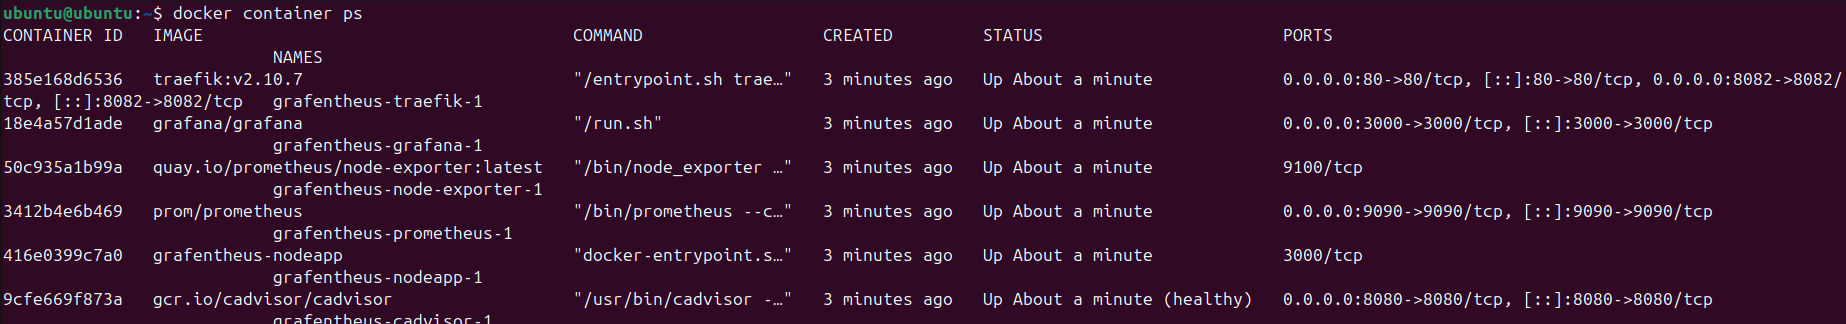 ubuntu@ubuntu:~$ docker container ps
CONTAINER ID   IMAGE                                     COMMAND                  CREATED         STATUS                        PORTS
                           NAMES
385e168d6536   traefik:v2.10.7                           "/entrypoint.sh trae…"   3 minutes ago   Up About a minute             0.0.0.0:80->80/tcp, [::]:80->80/tcp, 0.0.0.0:8082->8082/
tcp, [::]:8082->8082/tcp   grafentheus-traefik-1
18e4a57d1ade   grafana/grafana                           "/run.sh"                3 minutes ago   Up About a minute             0.0.0.0:3000->3000/tcp, [::]:3000->3000/tcp
                           grafentheus-grafana-1
50c935a1b99a   quay.io/prometheus/node-exporter:latest   "/bin/node_exporter …"   3 minutes ago   Up About a minute             9100/tcp
                           grafentheus-node-exporter-1
3412b4e6b469   prom/prometheus                           "/bin/prometheus --c…"   3 minutes ago   Up About a minute             0.0.0.0:9090->9090/tcp, [::]:9090->9090/tcp
                           grafentheus-prometheus-1
416e0399c7a0   grafentheus-nodeapp                       "docker-entrypoint.s…"   3 minutes ago   Up About a minute             3000/tcp
                           grafentheus-nodeapp-1
9cfe669f873a   gcr.io/cadvisor/cadvisor                  "/usr/bin/cadvisor -…"   3 minutes ago   Up About a minute (healthy)   0.0.0.0:8080->8080/tcp, [::]:8080->8080/tcp
                           grafentheus-cadvisor-1